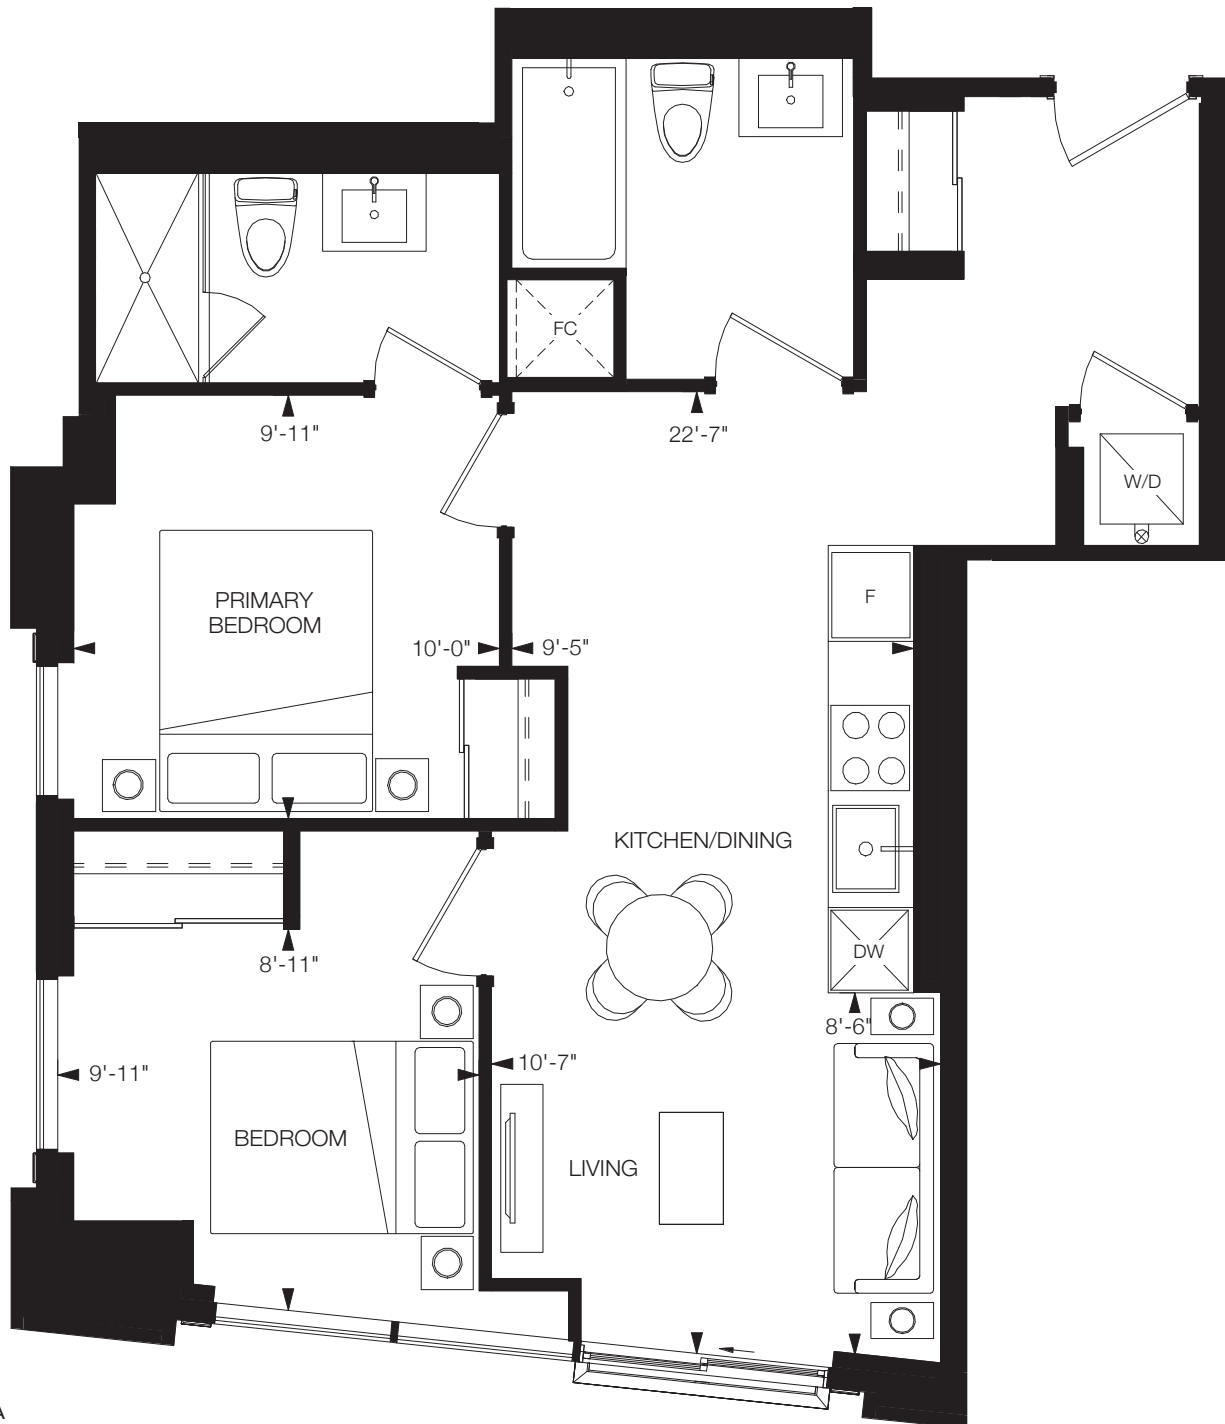 FC
9'-11"
22'-7"
W/D
PRIMARY
BEDROOM
F
10'-0"
9'-5"
KITCHEN/DINING
DW
8'-11"
8'-6"
9'-11"
10'-7"
BEDROOM
LIVING
A